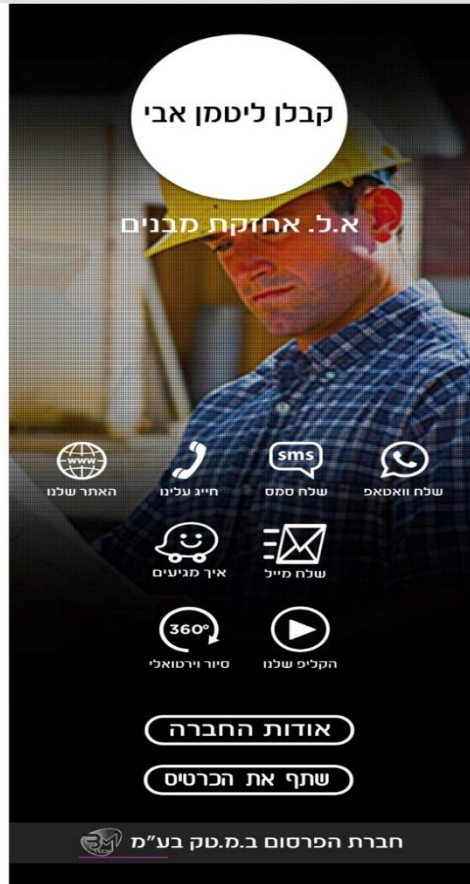 קבלן ליטמן אבי
א.ל. אחזקת מבנים
שלח וואטאפ
sms
שלח סמס
חייג עלינו
www
האתר שלנו
שלח מייל
איך מגיעים
הקליפ שלנו
360°
סיור וירטואלי
אודות החברה
שתף את הכרטיס
חברת הפרסום ב.מ.טק בע"מ